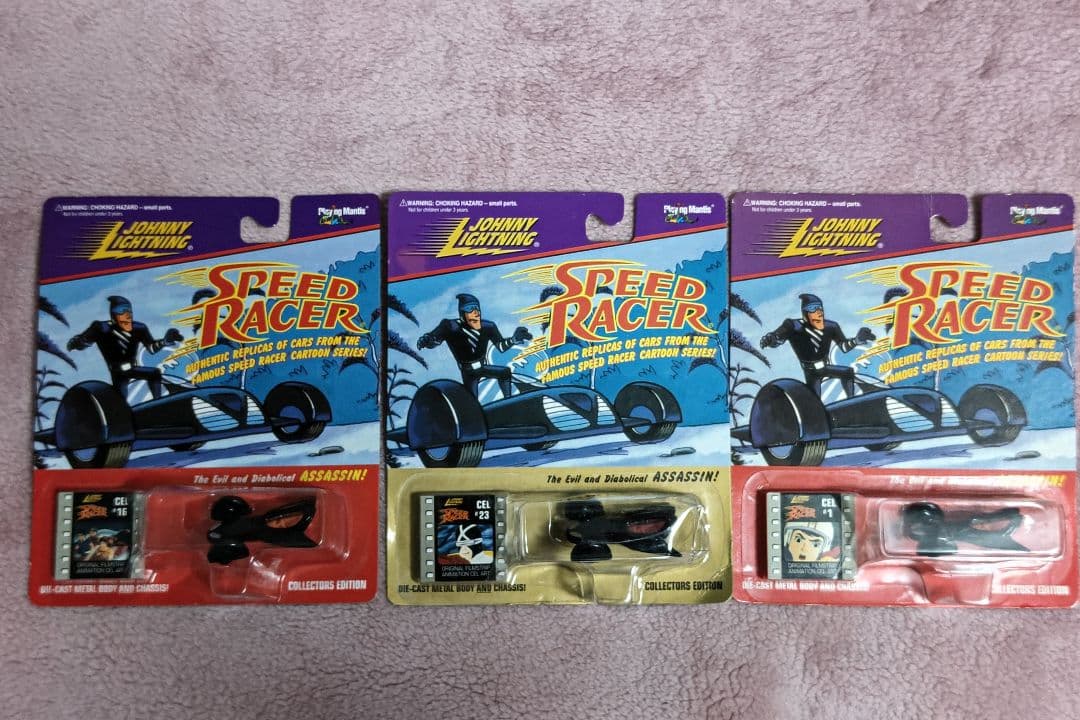 WARNING: CHOKING HAZARD – small parts.
Not for children under 3 years.
Playing Mantis
JOHNNY
LIGHTNING
SPEED
RACER
AUTHENTIC REPLICAS OF CARS FROM THE
FAMOUS SPEED RACER CARTOON SERIES!
The Evil and Diabolical ASSASSIN!
CEL
#16
ORIGINAL FILMSTRIP
ANIMATION CEL ART
DIE-CAST METAL BODY AND CHASSIS!
COLLECTORS EDITION
WARNING: CHOKING HAZARD – small parts.
Not for children under 3 years.
Playing Mantis
JOHNNY
LIGHTNING
SPEED
RACER
AUTHENTIC REPLICAS OF CARS FROM THE
FAMOUS SPEED RACER CARTOON SERIES!
The Evil and Diabolical ASSASSIN!
CEL
#23
RACER
ORIGINAL FILMSTRIP
ANIMATION CEL ART
DIE-CAST METAL BODY AND CHASSIS!
COLLECTORS EDITION
WARNING: CHOKING HAZARD – small parts.
Not for children under 3 years.
Playing Mantis
JOHNNY
LIGHTNING
SPEED
RACER
AUTHENTIC REPLICAS OF CARS FROM THE
FAMOUS SPEED RACER CARTOON SERIES!
The Evil and
CEL
#1
ORIGINAL FILMSTRIP
ANIMATION CEL ART
DIE-CAST METAL BODY AND CHASSIS!
COLLECTORS EDITION